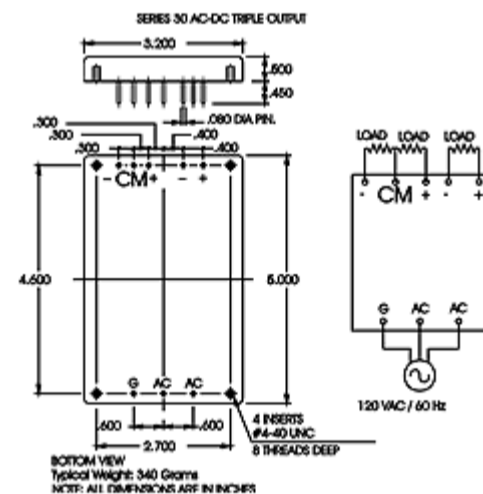 SERIES 30 AC-DC TRIPLE OUTPUT
3.200
.500
.450
.080 DIA PIN.
.300
.300
.400
.300
.400
- CM + - +
4.600
5.000
G AC AC
.600
.600
2.700
4 INSERTS
#4-40 UNC
8 THREADS DEEP
BOTTOM VIEW
Typical Weight: 340 Grams
NOTE: ALL DIMENSIONS ARE IN INCHES
LOAD LOAD LOAD
- CM + - +
G AC AC
120 VAC / 60 Hz